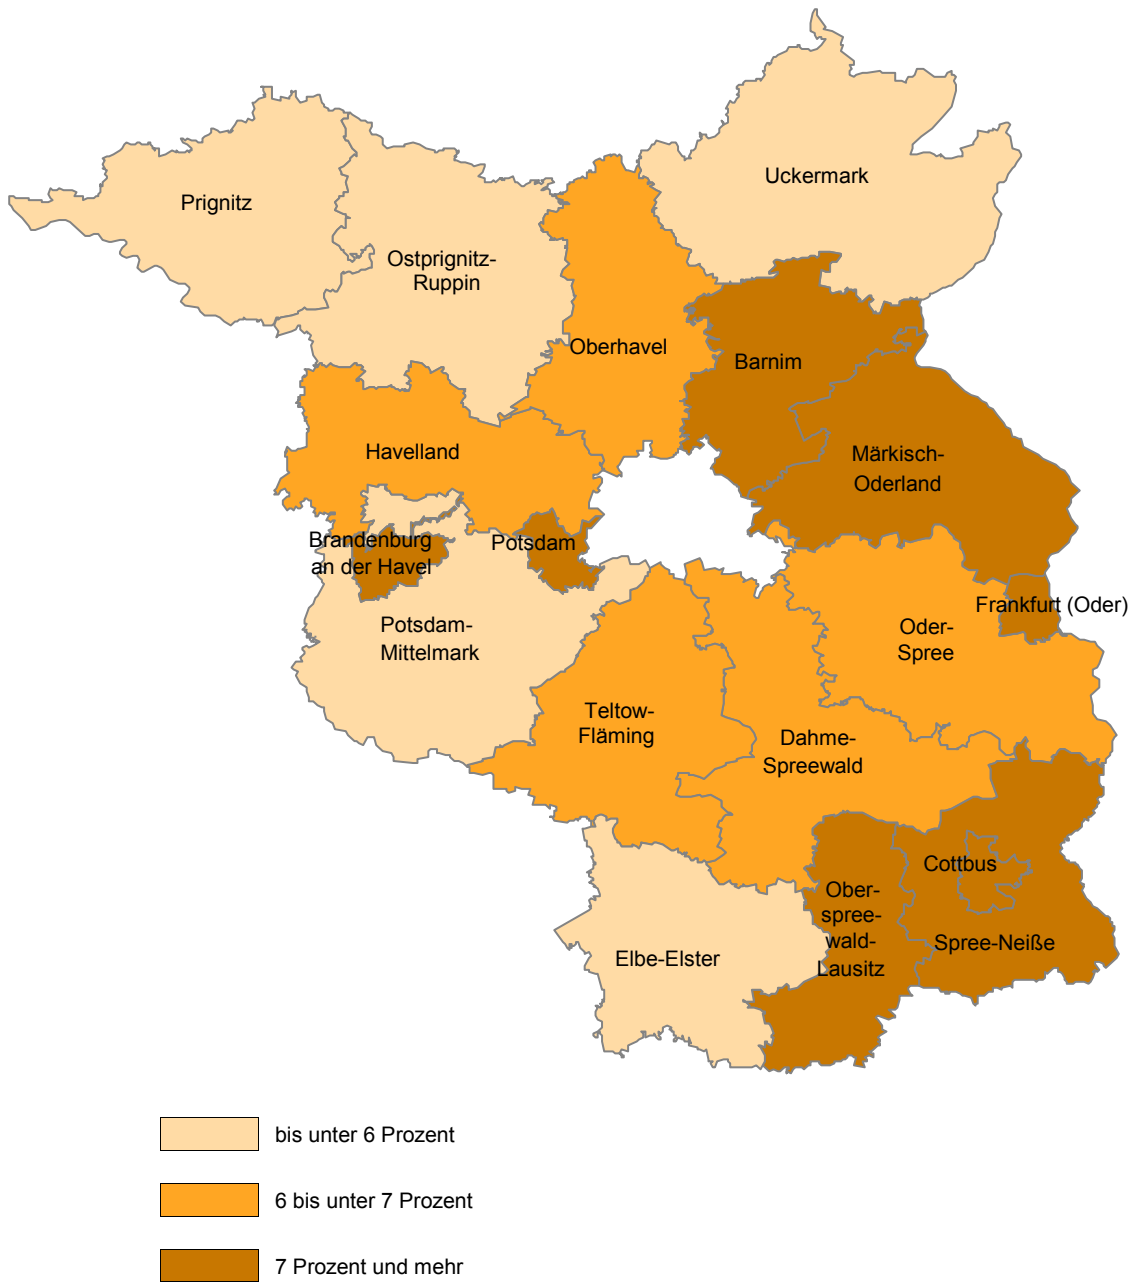 Uckermark
Prignitz
Ostprignitz-
Ruppin
Oberhavel
Barnim
Havelland
Märkisch-
Oderland
Brandenburg
an der Havel
Potsdam
Frankfurt (Oder)
Potsdam-
Mittelmark
Oder-
Spree
Teltow-
Fläming
Dahme-
Spreewald
Cottbus
Ober-
spree-
wald-
Lausitz
Spree-Neiße
Elbe-Elster
bis unter 6 Prozent
6 bis unter 7 Prozent
7 Prozent und mehr